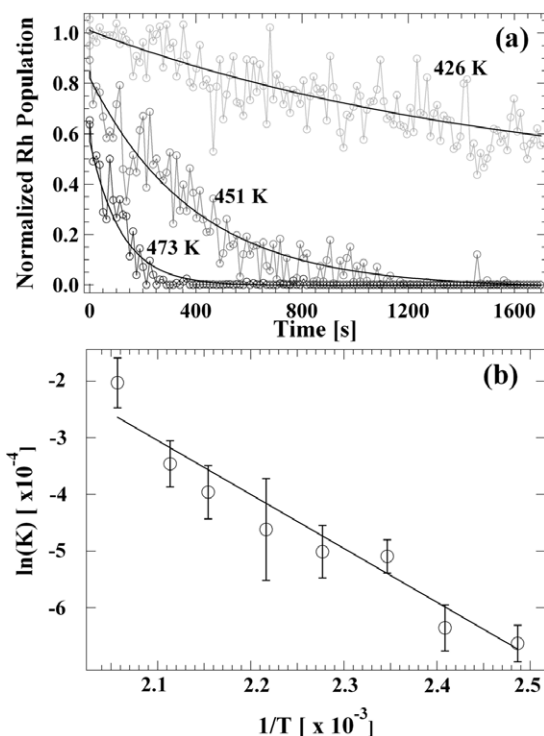 (a)
Normalized Rh Population
1.0
0.8
0.6
0.4
0.2
0.0
426 K
451 K
473 K
0 400 800 1200 1600
Time [s]
(b)
ln(K) [ x10⁻⁴]
-2
-3
-4
-5
-6
2.1 2.2 2.3 2.4 2.5
1/T [ x 10⁻³]